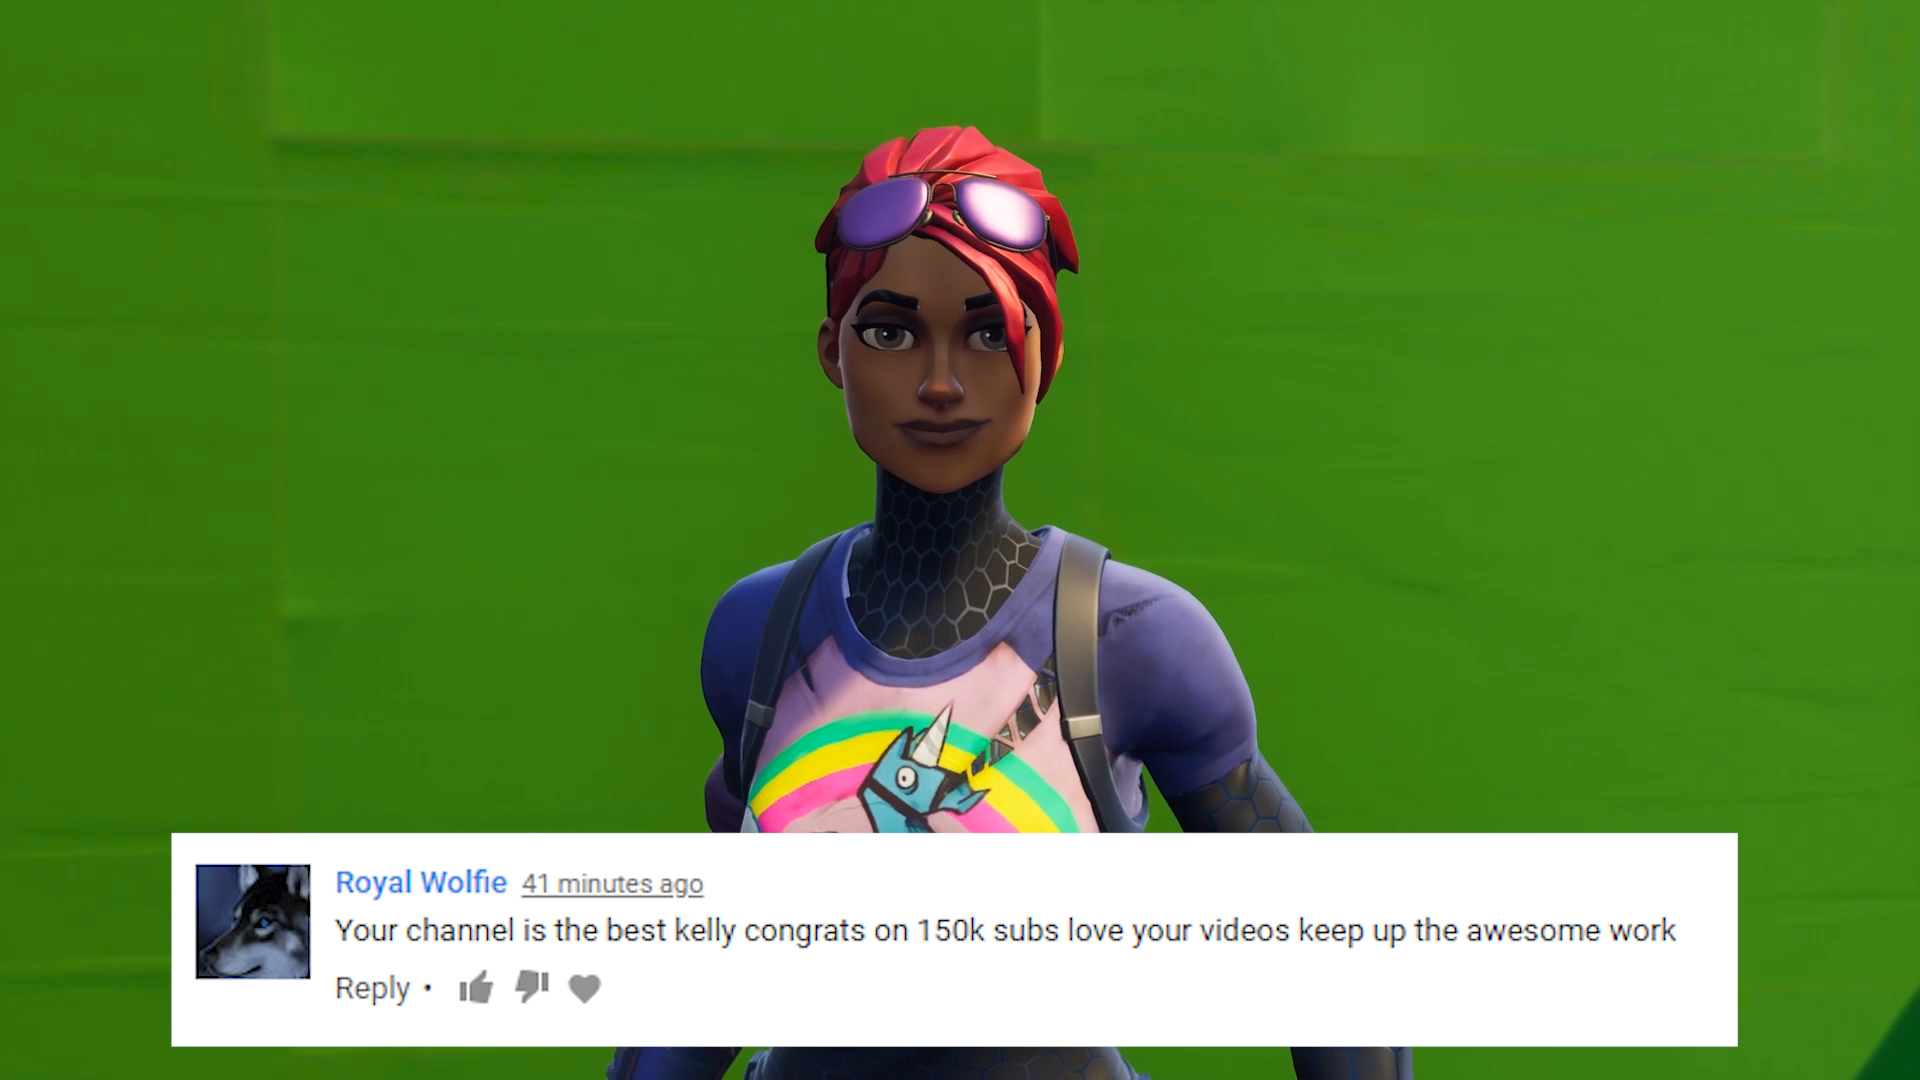 Royal Wolfie 41 minutes ago
Your channel is the best kelly congrats on 150k subs love your videos keep up the awesome work
Reply •